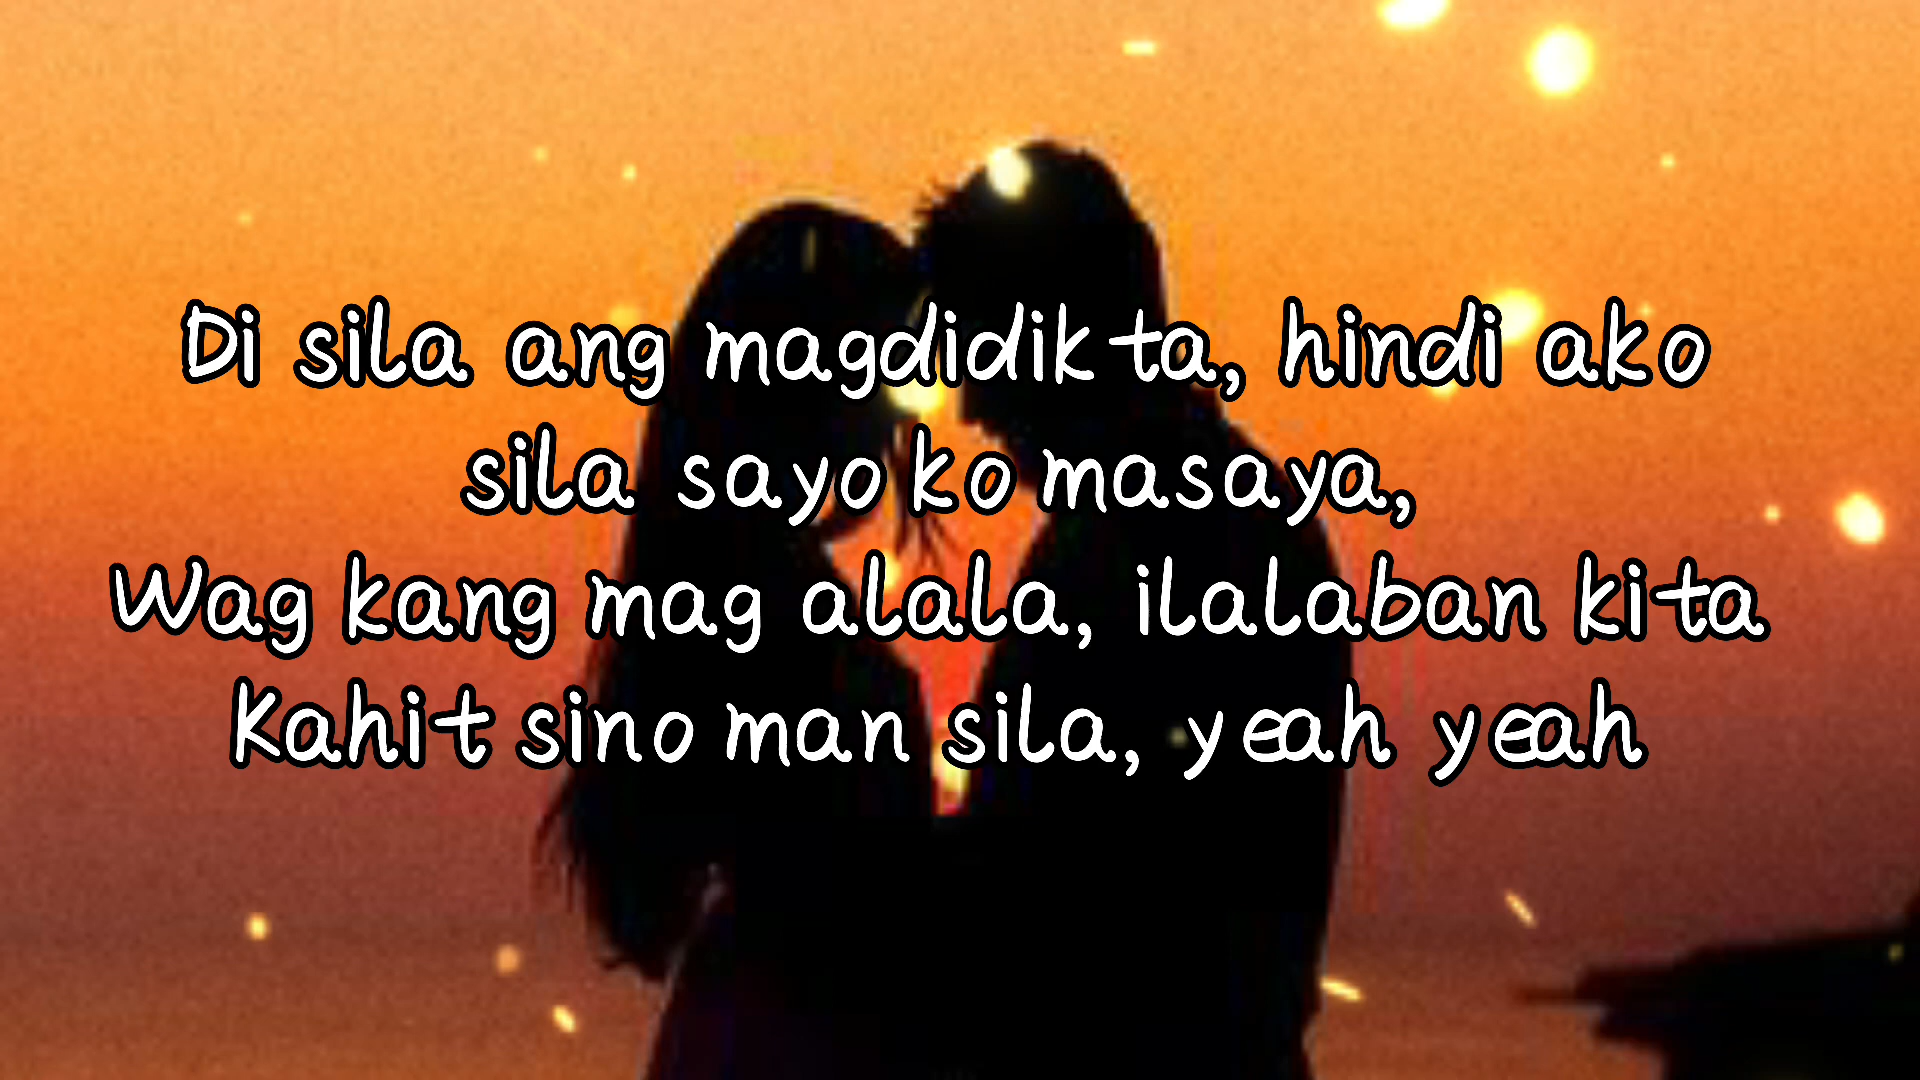 Di sila ang magdidikta, hindi ako
sila sayo ko masaya,
Wag kang mag alala, ilalaban kita
Kahit sino man sila, yeah yeah